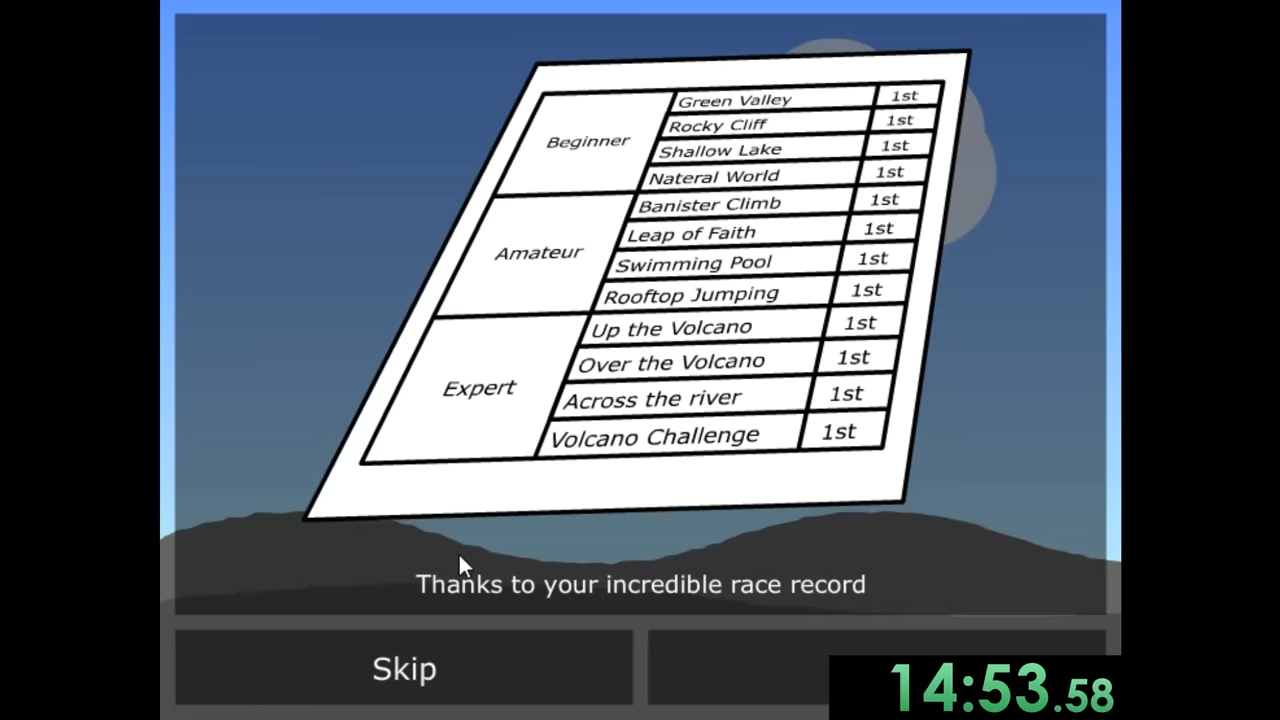 Beginner
Green Valley 1st
Rocky Cliff 1st
Shallow Lake 1st
Nateral World 1st
Amateur
Banister Climb 1st
Leap of Faith 1st
Swimming Pool 1st
Rooftop Jumping 1st
Expert
Up the Volcano 1st
Over the Volcano 1st
Across the river 1st
Volcano Challenge 1st
Thanks to your incredible race record
Skip
14:53.58